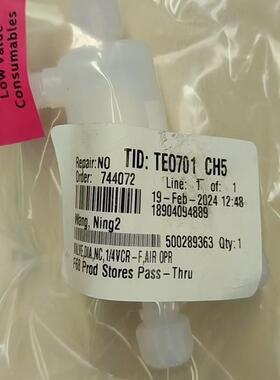 Low Value
Consumables
Repair:NO TID: TE0701 CH5
Order: 744072 Line: 1 of: 1
19-Feb-2024 12:48
18904094889
Wang, Ning2
500289363 Qty:1
VALVE,DIA,NC,1/4VCR-F,AIR OPR
F68 Prod Stores Pass-Thru